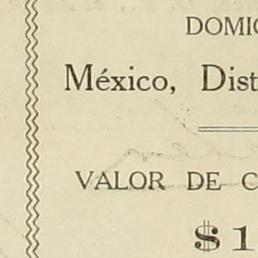 DOMIC
México, Dist
VALOR DE C
$ 1